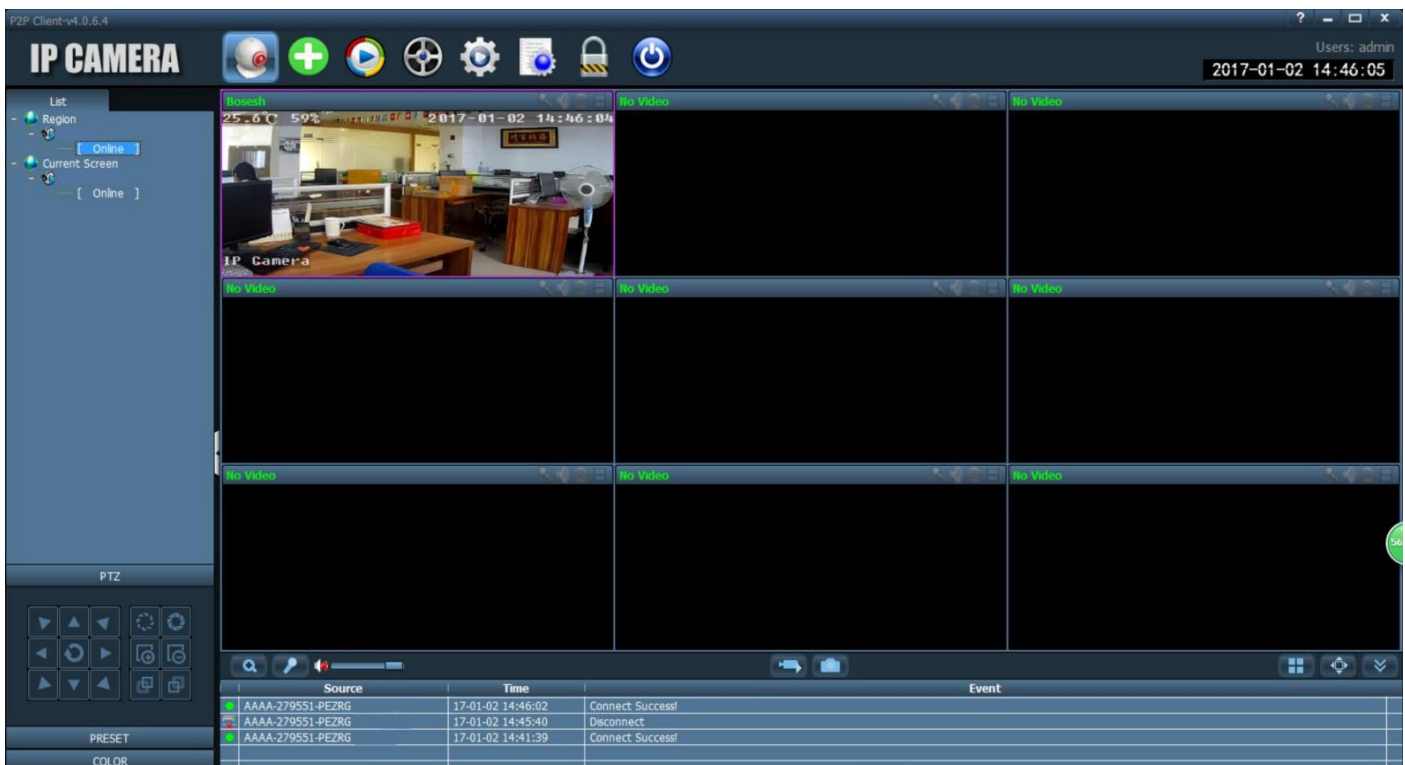 P2P Client-v4.0.6.4
? – □ x
IP CAMERA
Users: admin
2017-01-02 14:46:05
List
Region
[ Online ]
Current Screen
[ Online ]
Bosesh
No Video
No Video
25.6℃ 59%
2017-01-02 14:46:04
IP Camera
No Video
No Video
No Video
No Video
No Video
No Video
56
PTZ
PRESET
COLOR
Source Time Event
AAAA-279551-PEZRG 17-01-02 14:46:02 Connect Success!
AAAA-279551-PEZRG 17-01-02 14:45:40 Disconnect
AAAA-279551-PEZRG 17-01-02 14:41:39 Connect Success!